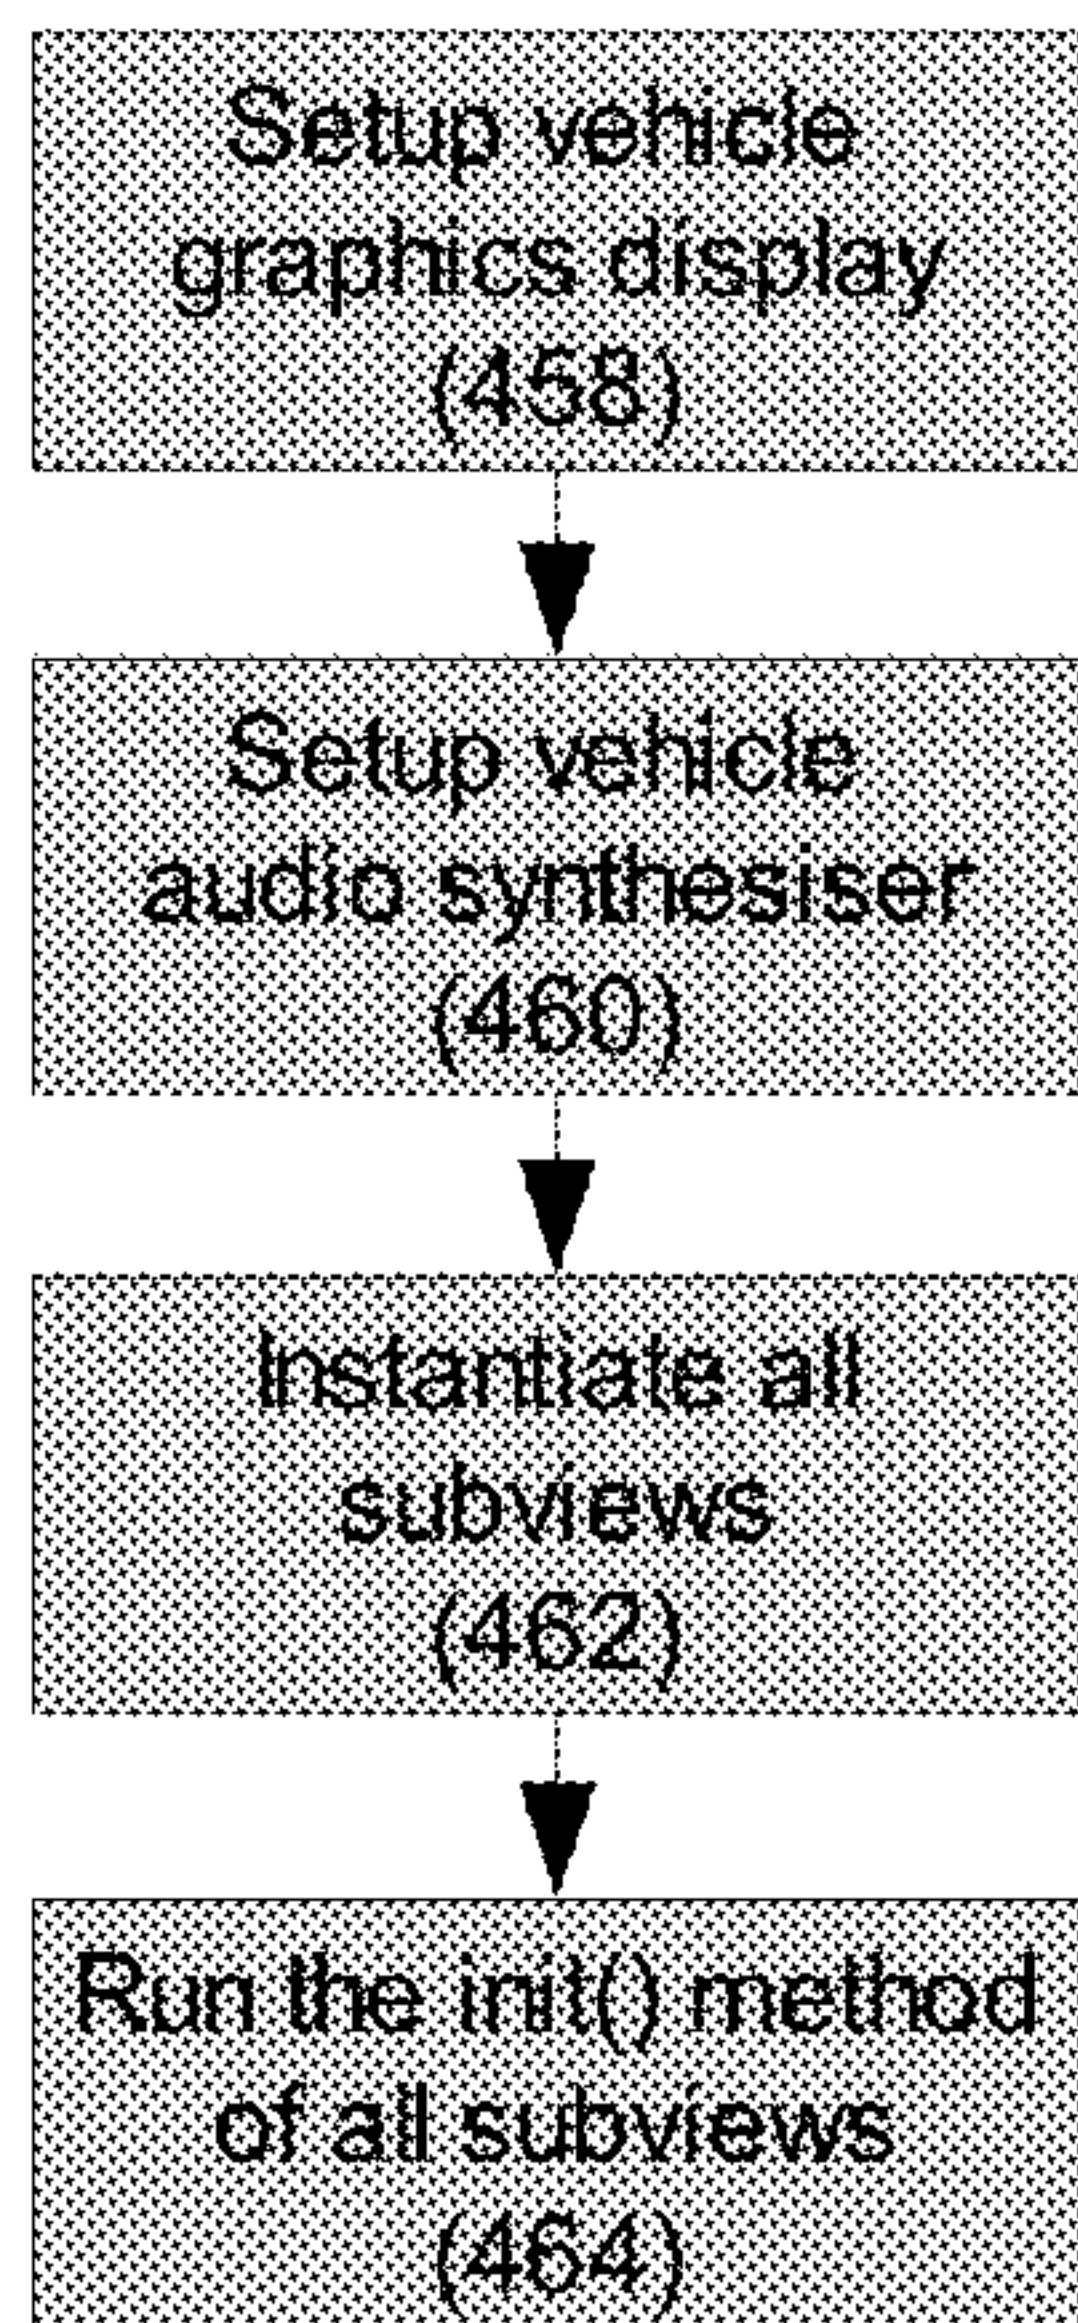 Setup vehicle
graphics display
(458)
Setup vehicle
audio synthesiser
(460)
Instantiate all
subviews
(462)
Run the init() method
of all subviews
(464)